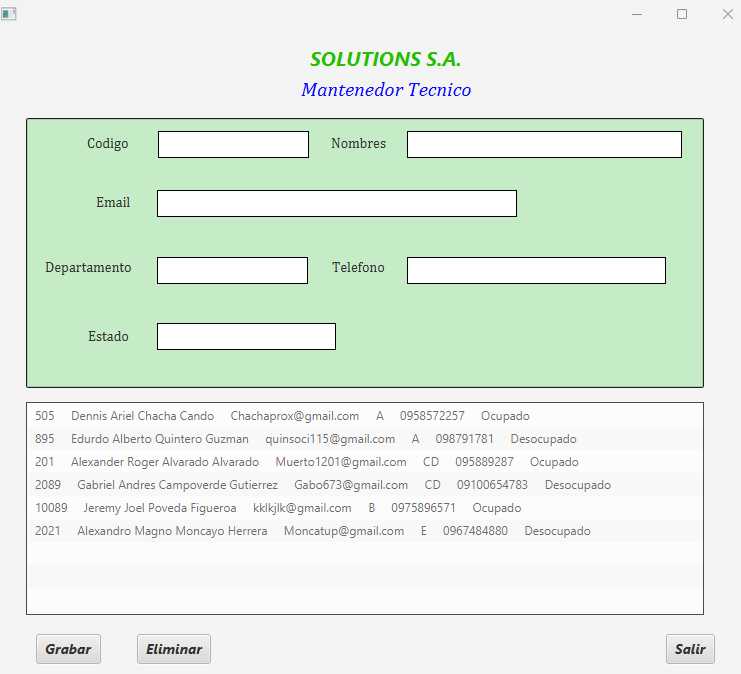 SOLUTIONS S.A.
Mantenedor Tecnico
Codigo Nombres
Email
Departamento Telefono
Estado
505 Dennis Ariel Chacha Cando Chachaprox@gmail.com A 0958572257 Ocupado
895 Edurdo Alberto Quintero Guzman quinsoci115@gmail.com A 098791781 Desocupado
201 Alexander Roger Alvarado Alvarado Muerto1201@gmail.com CD 095889287 Ocupado
2089 Gabriel Andres Campoverde Gutierrez Gabo673@gmail.com CD 09100654783 Desocupado
10089 Jeremy Joel Poveda Figueroa kklkjlk@gmail.com B 0975896571 Ocupado
2021 Alexandro Magno Moncayo Herrera Moncatup@gmail.com E 0967484880 Desocupado
Grabar Eliminar Salir